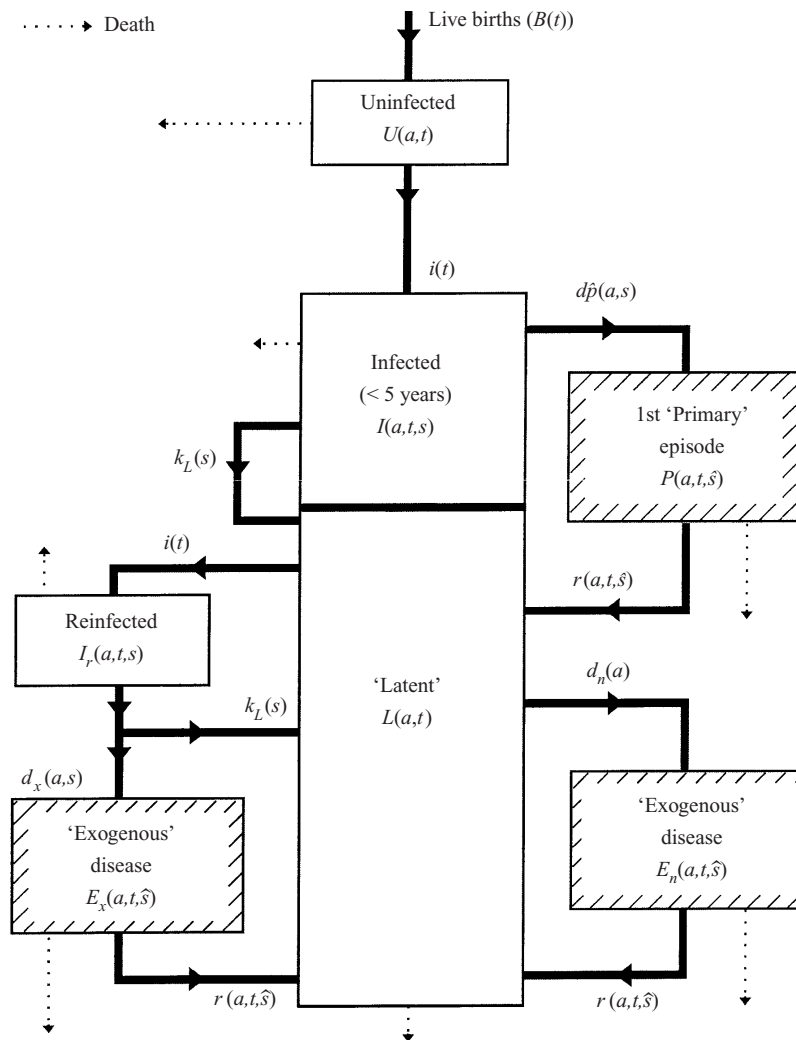 Death
Live births (B(t))
Uninfected
U(a,t)
i(t)
dp̂(a,s)
Infected
(< 5 years)
I(a,t,s)
1st ‘Primary’
episode
P(a,t,ŝ)
k_L(s)
i(t)
r(a,t,ŝ)
Reinfected
I_r(a,t,s)
‘Latent’
L(a,t)
d_n(a)
k_L(s)
d_x(a,s)
‘Exogenous’
disease
E_x(a,t,ŝ)
‘Exogenous’
disease
E_n(a,t,ŝ)
r(a,t,ŝ)
r(a,t,ŝ)